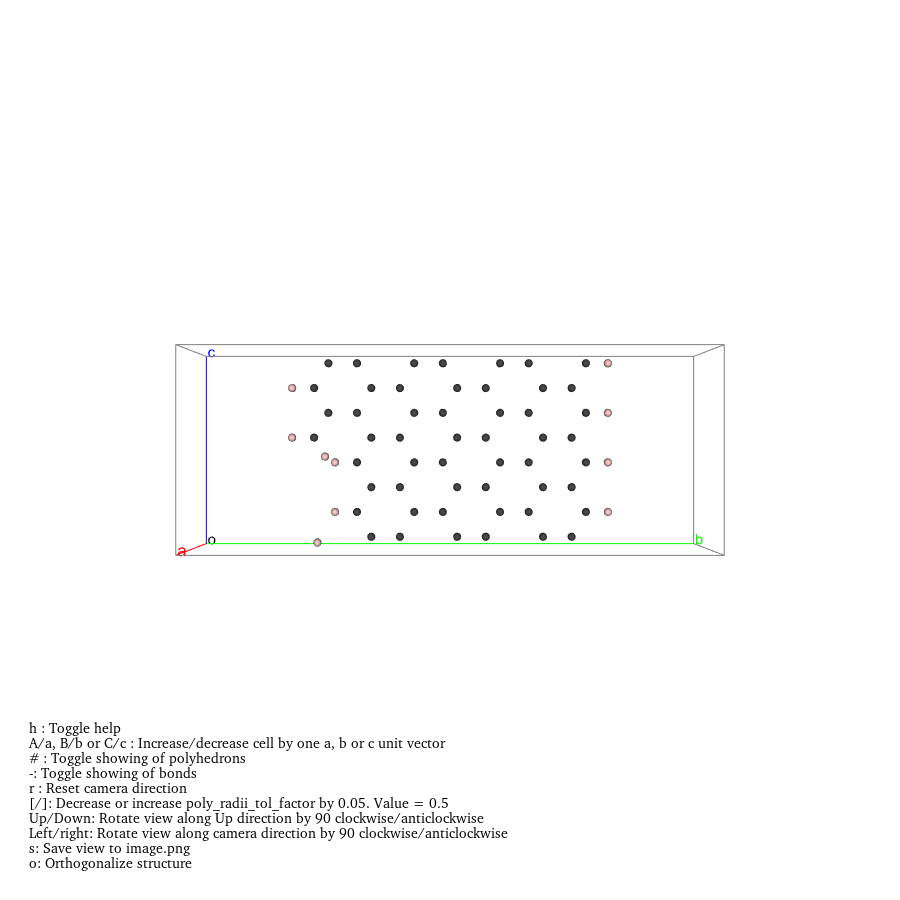 c
o
a
b
h : Toggle help
A/a, B/b or C/c : Increase/decrease cell by one a, b or c unit vector
# : Toggle showing of polyhedrons
-: Toggle showing of bonds
r : Reset camera direction
[/]: Decrease or increase poly_radii_tol_factor by 0.05. Value = 0.5
Up/Down: Rotate view along Up direction by 90 clockwise/anticlockwise
Left/right: Rotate view along camera direction by 90 clockwise/anticlockwise
s: Save view to image.png
o: Orthogonalize structure